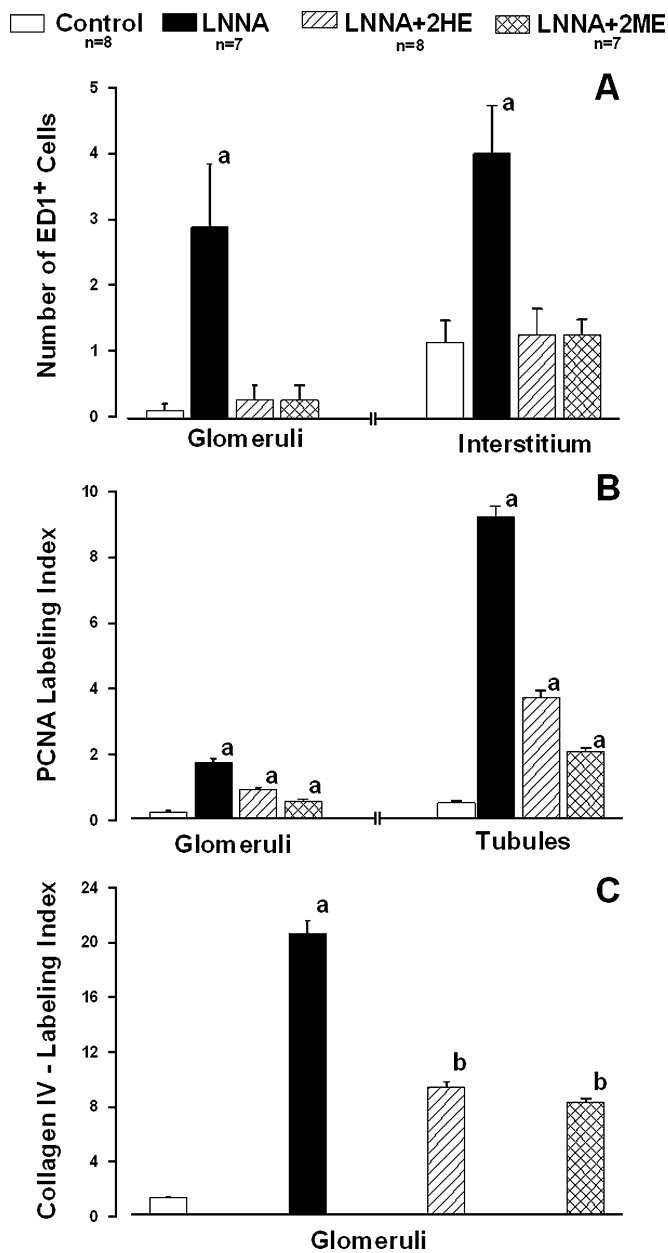 Control LNNA LNNA+2HE LNNA+2ME
n=8 n=7 n=8 n=7
A
Number of ED1+ Cells
5
4
3
2
1
0
Glomeruli Interstitium
a a
B
PCNA Labeling Index
10
8
6
4
2
0
a a a a a a
Glomeruli Tubules
C
Collagen IV - Labeling Index
24
20
16
12
8
4
0
a b b
Glomeruli